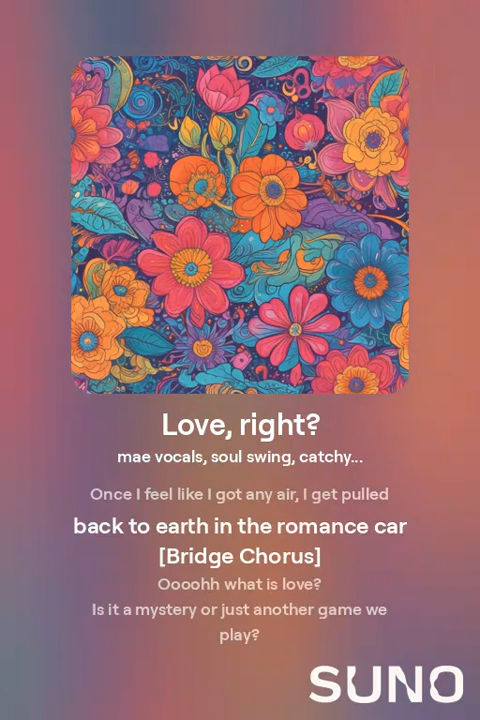 Love, right?
mae vocals, soul swing, catchy...
Once I feel like I got any air, I get pulled
back to earth in the romance car
[Bridge Chorus]
Oooohh what is love?
Is it a mystery or just another game we
play?
SUNO